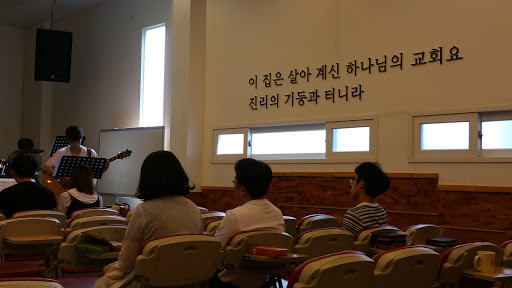 이 집은 살아 계신 하나님의 교회요
진리의 기둥과 터니라